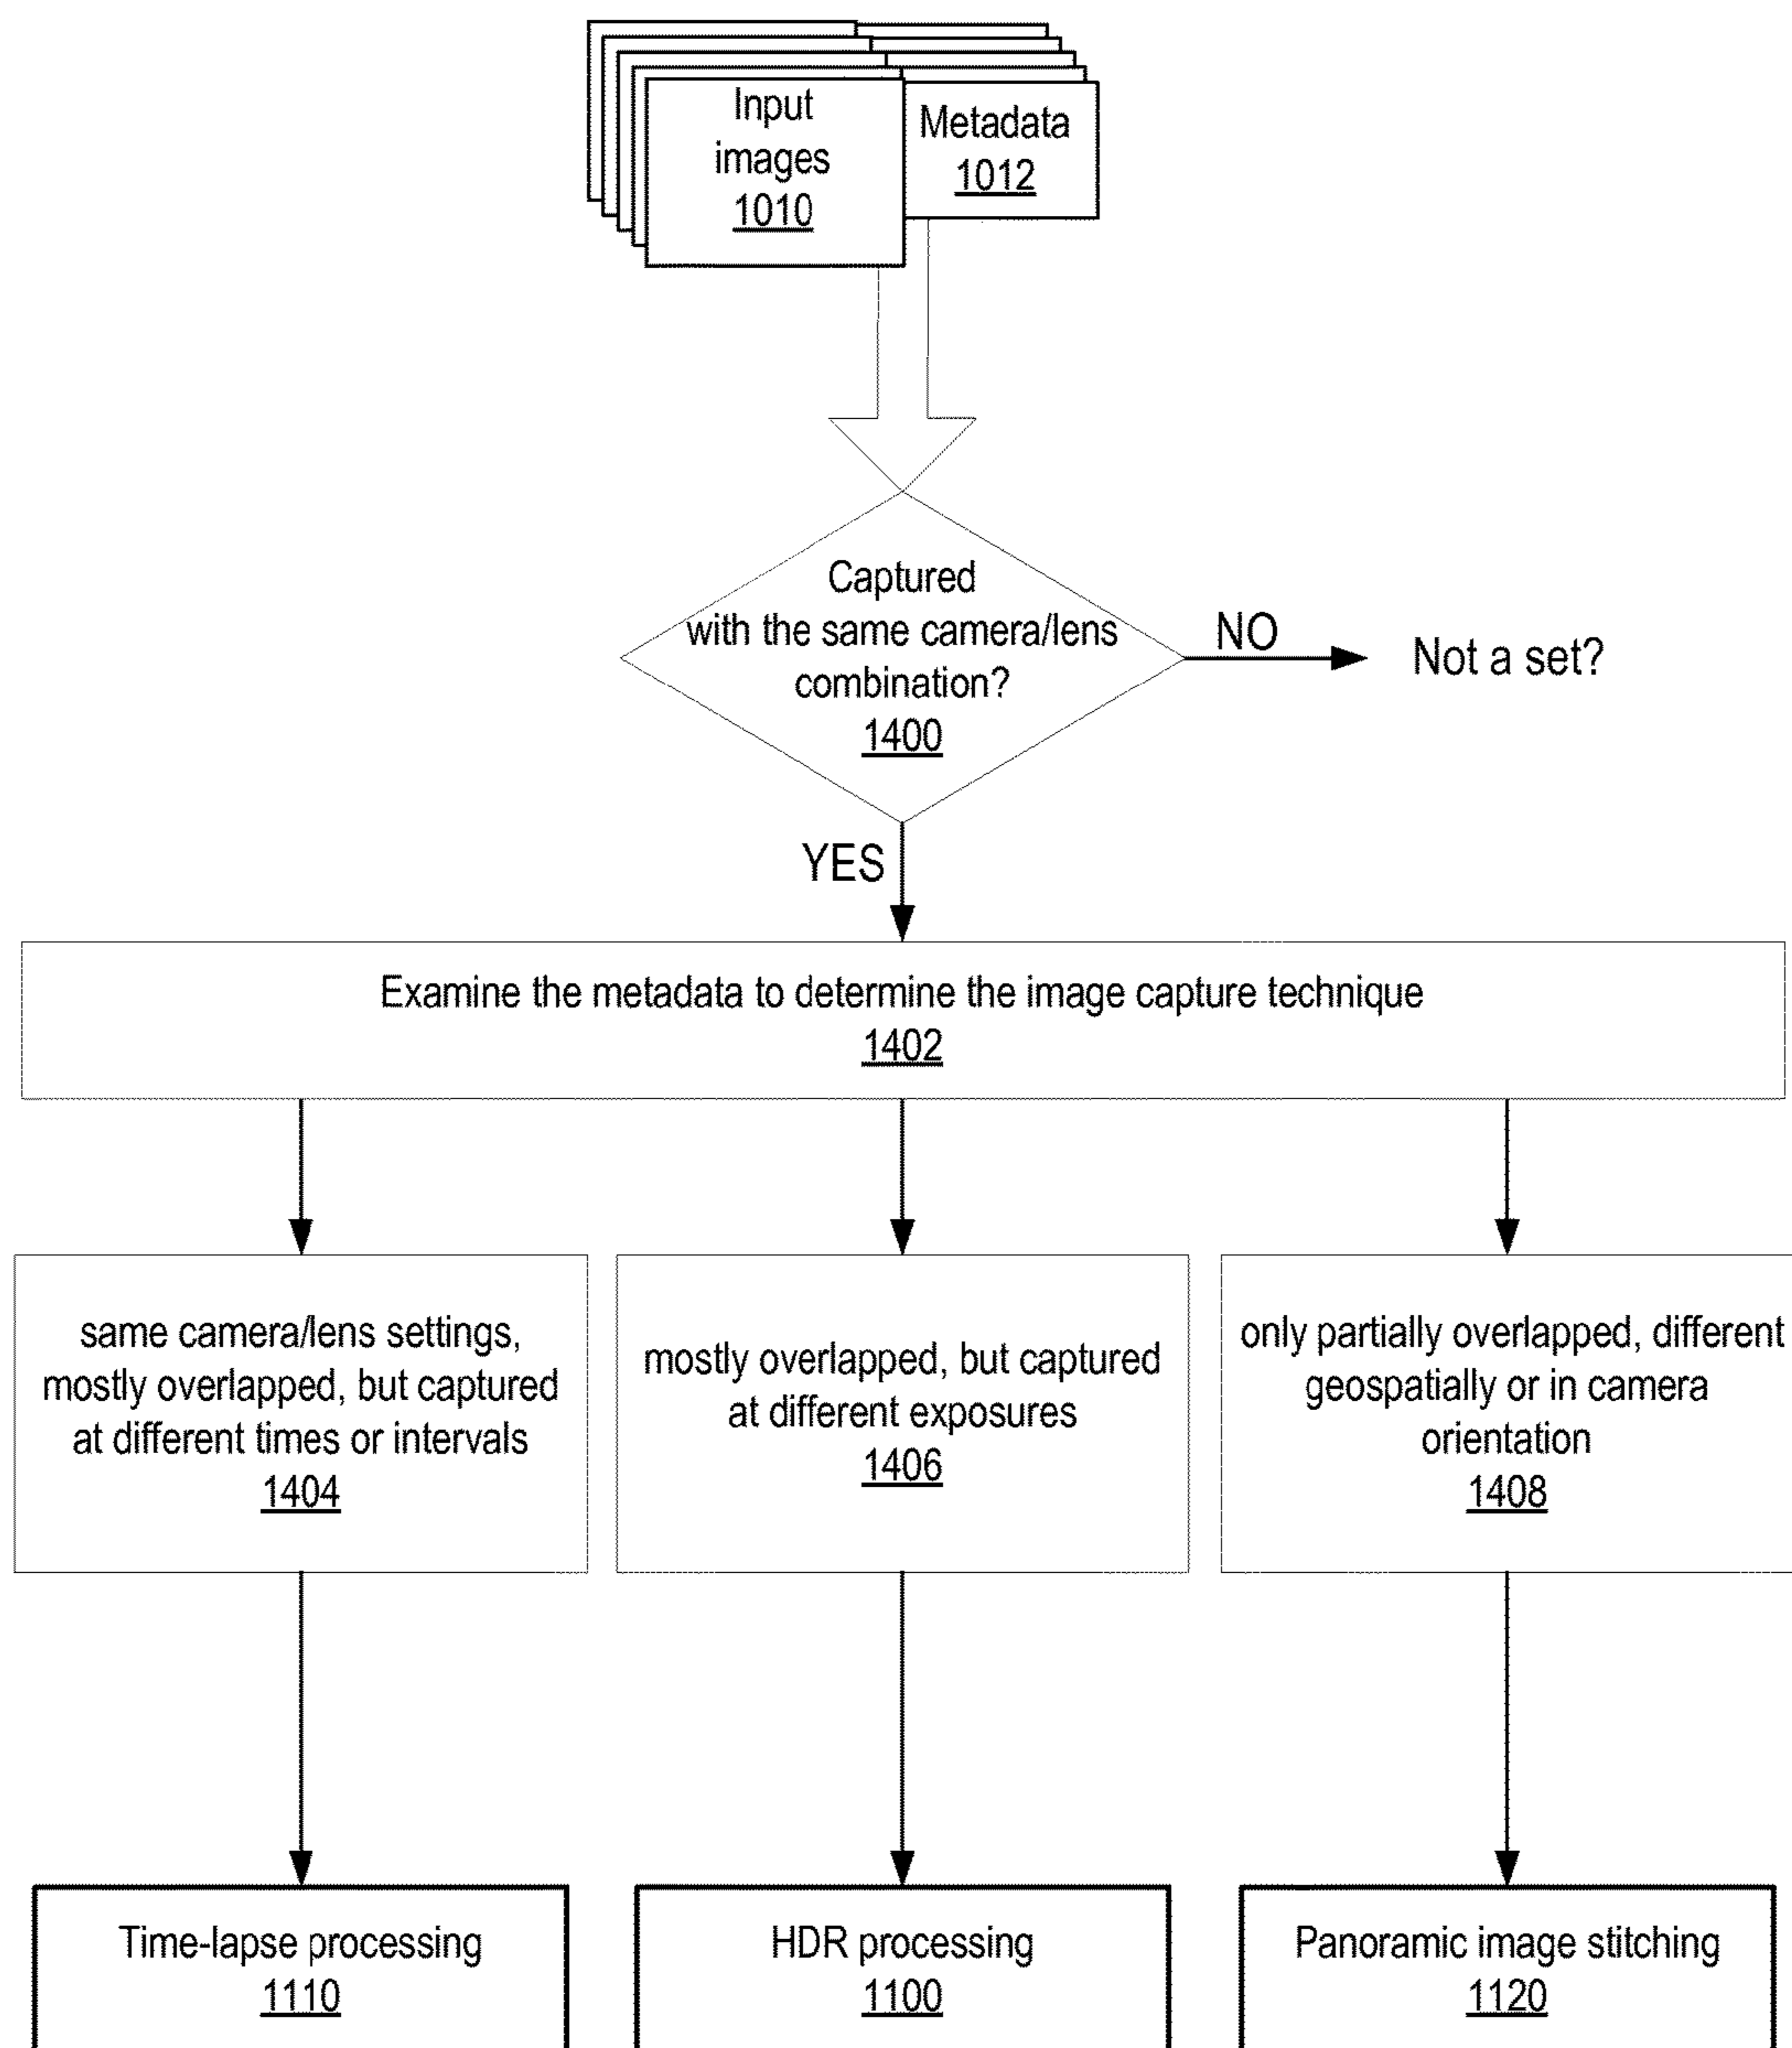 Input
images
1010
Metadata
1012
Captured
with the same camera/lens
combination?
1400
NO
Not a set?
YES
Examine the metadata to determine the image capture technique
1402
same camera/lens settings,
mostly overlapped, but captured
at different times or intervals
1404
mostly overlapped, but captured
at different exposures
1406
only partially overlapped, different
geospatially or in camera
orientation
1408
Time-lapse processing
1110
HDR processing
1100
Panoramic image stitching
1120